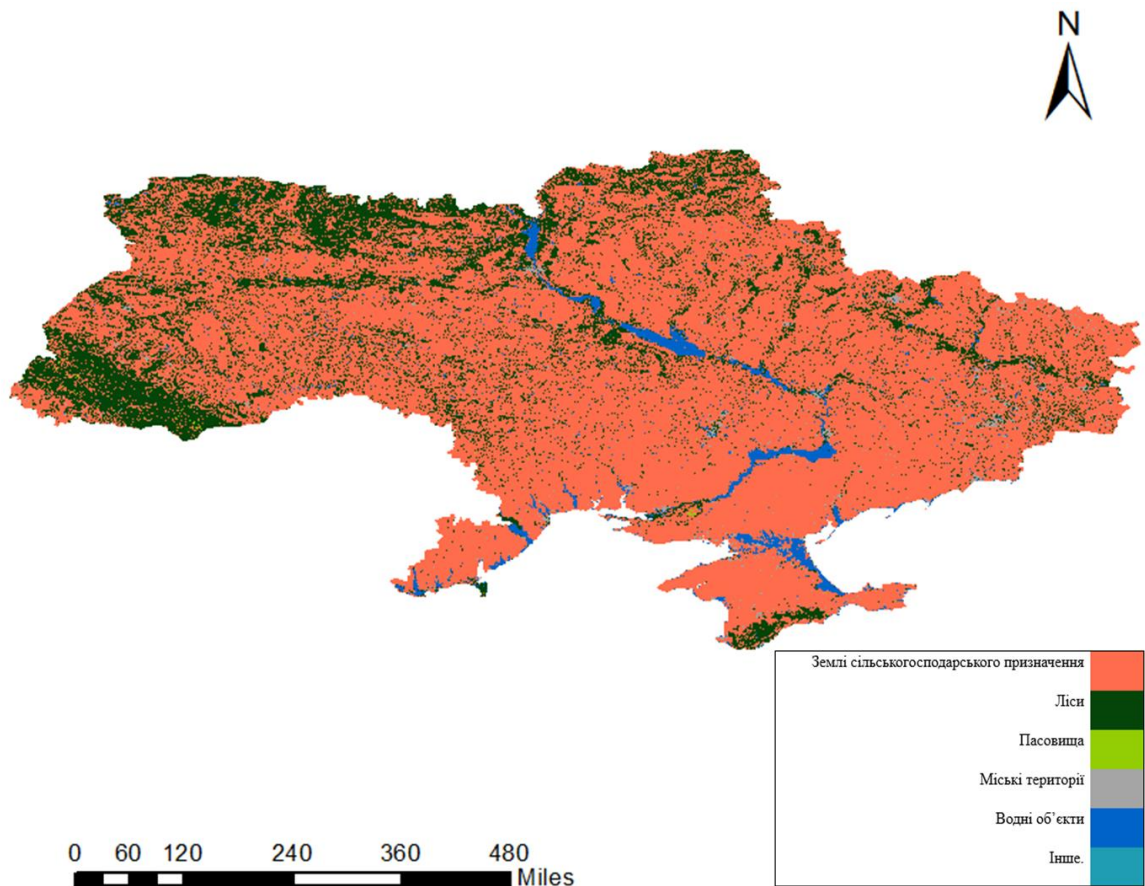 N
Землі сільськогосподарського призначення
Ліси
Пасовища
Міські території
Водні об’єкти
Інше.
0 60 120 240 360 480
Miles